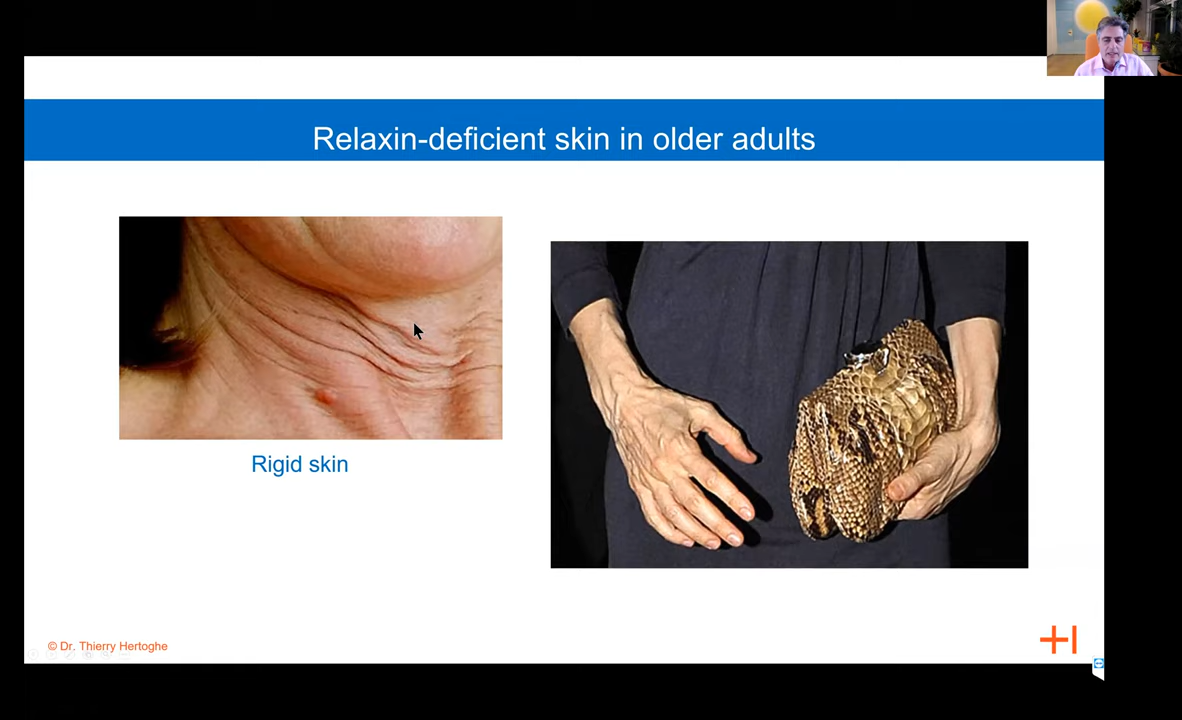 Relaxin-deficient skin in older adults
Rigid skin
© Dr. Thierry Hertoghe